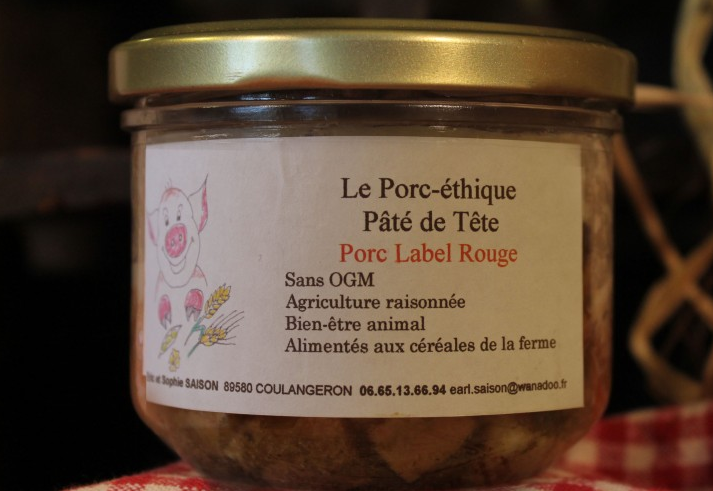 Le Porc-éthique
Pâté de Tête
Porc Label Rouge
Sans OGM
Agriculture raisonnée
Bien-être animal
Alimentés aux céréales de la ferme
et Sophie SAISON 89580 COULANGERON 06.65.13.66.94 earl.saison@wanadoo.fr